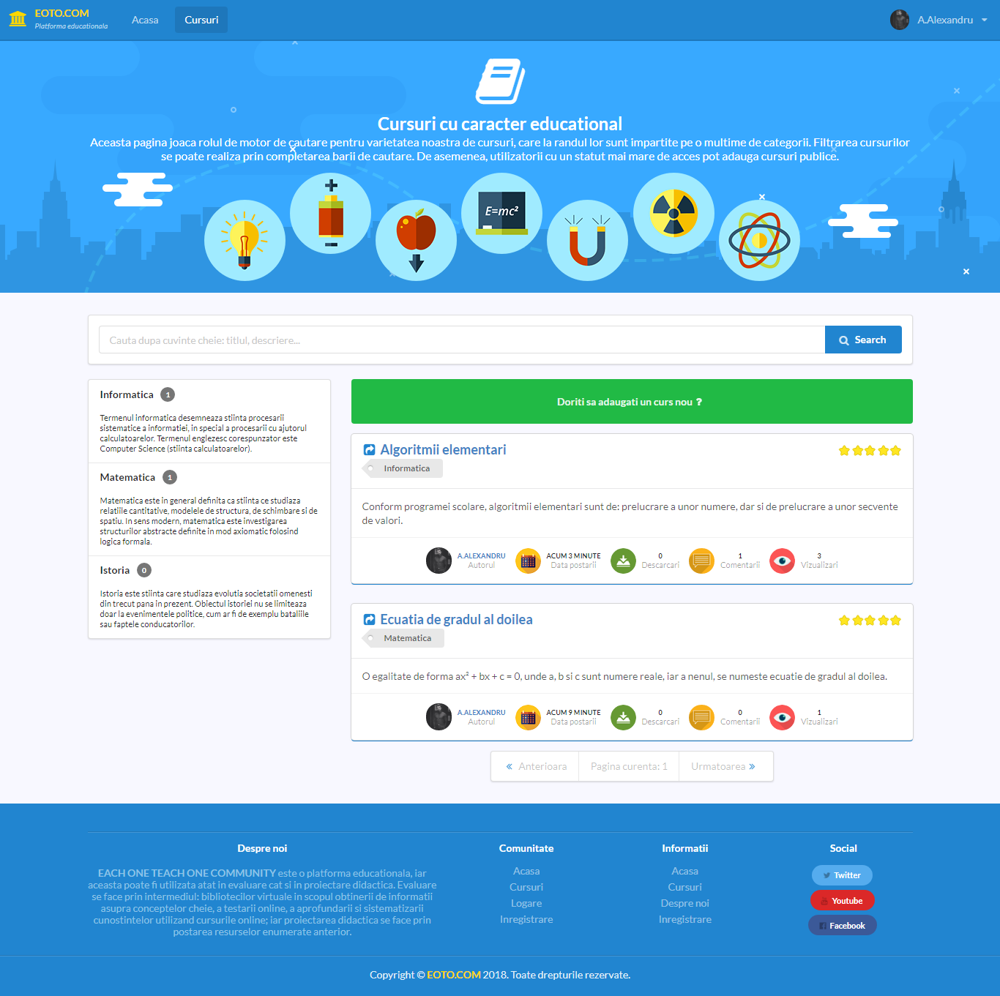 EOTO.COM
Platforma educationala
Acasa
Cursuri
A.Alexandru
Cursuri cu caracter educational
Aceasta pagina joaca rolul de motor de cautare pentru varietatea noastra de cursuri, care la randul lor sunt impartite pe o multime de categorii. Filtrarea cursurilor
se poate realiza prin completarea barii de cautare. De asemenea, utilizatorii cu un statut mai mare de acces pot adauga cursuri publice.
E=mc²
Cauta dupa cuvinte cheie: titlul, descriere...
Search
Informatica 1
Termenul informatica desemneaza stiinta procesarii
sistematice a informatiei, in special a procesarii cu ajutorul
calculatoarelor. Termenul englezesc corespunzator este
Computer Science (stiinta calculatoarelor).
Matematica 1
Matematica este in general definita ca stiinta ce studiaza
relatiile cantitative, modelele de structura, de schimbare si de
spatiu. In sens modern, matematica este investigarea
structurilor abstracte definite in mod axiomatic folosind
logica formala.
Istoria 0
Istoria este stiinta care studiaza evolutia societatii omenesti
din trecut pana in prezent. Obiectul istoriei nu se limiteaza
doar la evenimentele politice, cum ar fi de exemplu bataliile
sau faptele conducatorilor.
Doriti sa adaugati un curs nou ?
Algoritmii elementari
Informatica
Conform programei scolare, algoritmii elementari sunt de: prelucrare a unor numere, dar si de prelucrare a unor secvente
de valori.
A.ALEXANDRU
Autorul
ACUM 3 MINUTE
Data postarii
0
Descarcari
1
Comentarii
3
Vizualizari
Ecuatia de gradul al doilea
Matematica
O egalitate de forma ax² + bx + c = 0, unde a, b si c sunt numere reale, iar a nenul, se numeste ecuatie de gradul al doilea.
A.ALEXANDRU
Autorul
ACUM 9 MINUTE
Data postarii
0
Descarcari
0
Comentarii
1
Vizualizari
« Anterioara
Pagina curenta: 1
Urmatoarea »
Despre noi
EACH ONE TEACH ONE COMMUNITY este o platforma educationala, iar
aceasta poate fi utilizata atat in evaluare cat si in proiectare didactica. Evaluare
se face prin intermediul: bibliotecilor virtuale in scopul obtinerii de informatii
asupra conceptelor cheie, a testarii online, a aprofundarii si sistematizarii
cunostintelor utilizand cursurile online; iar proiectarea didactica se face prin
postarea resurselor enumerate anterior.
Comunitate
Acasa
Cursuri
Logare
Inregistrare
Informatii
Acasa
Cursuri
Despre noi
Inregistrare
Social
Twitter
Youtube
Facebook
Copyright © EOTO.COM 2018. Toate drepturile rezervate.